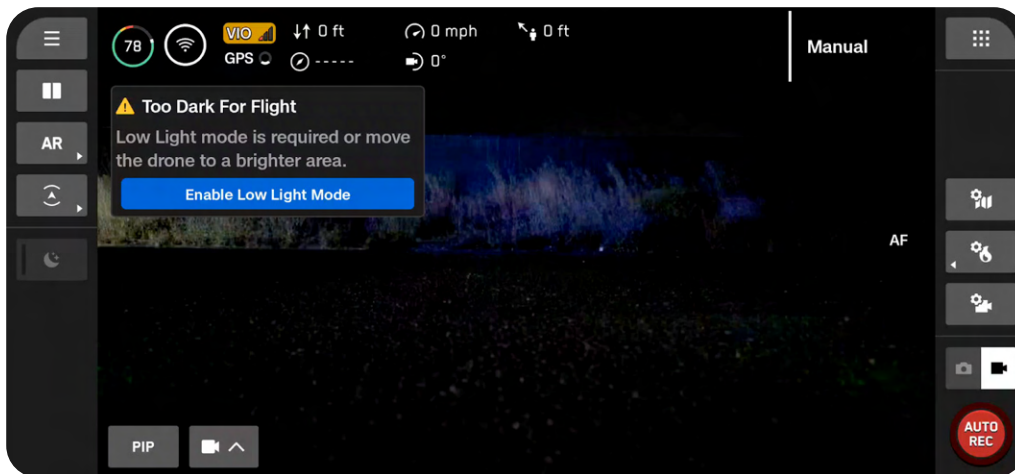 78
VIO
↓↑ 0 ft
0 mph
0 ft
Manual
GPS
-----
0°
Too Dark For Flight
Low Light mode is required or move
the drone to a brighter area.
Enable Low Light Mode
AR
AF
PIP
AUTO
REC